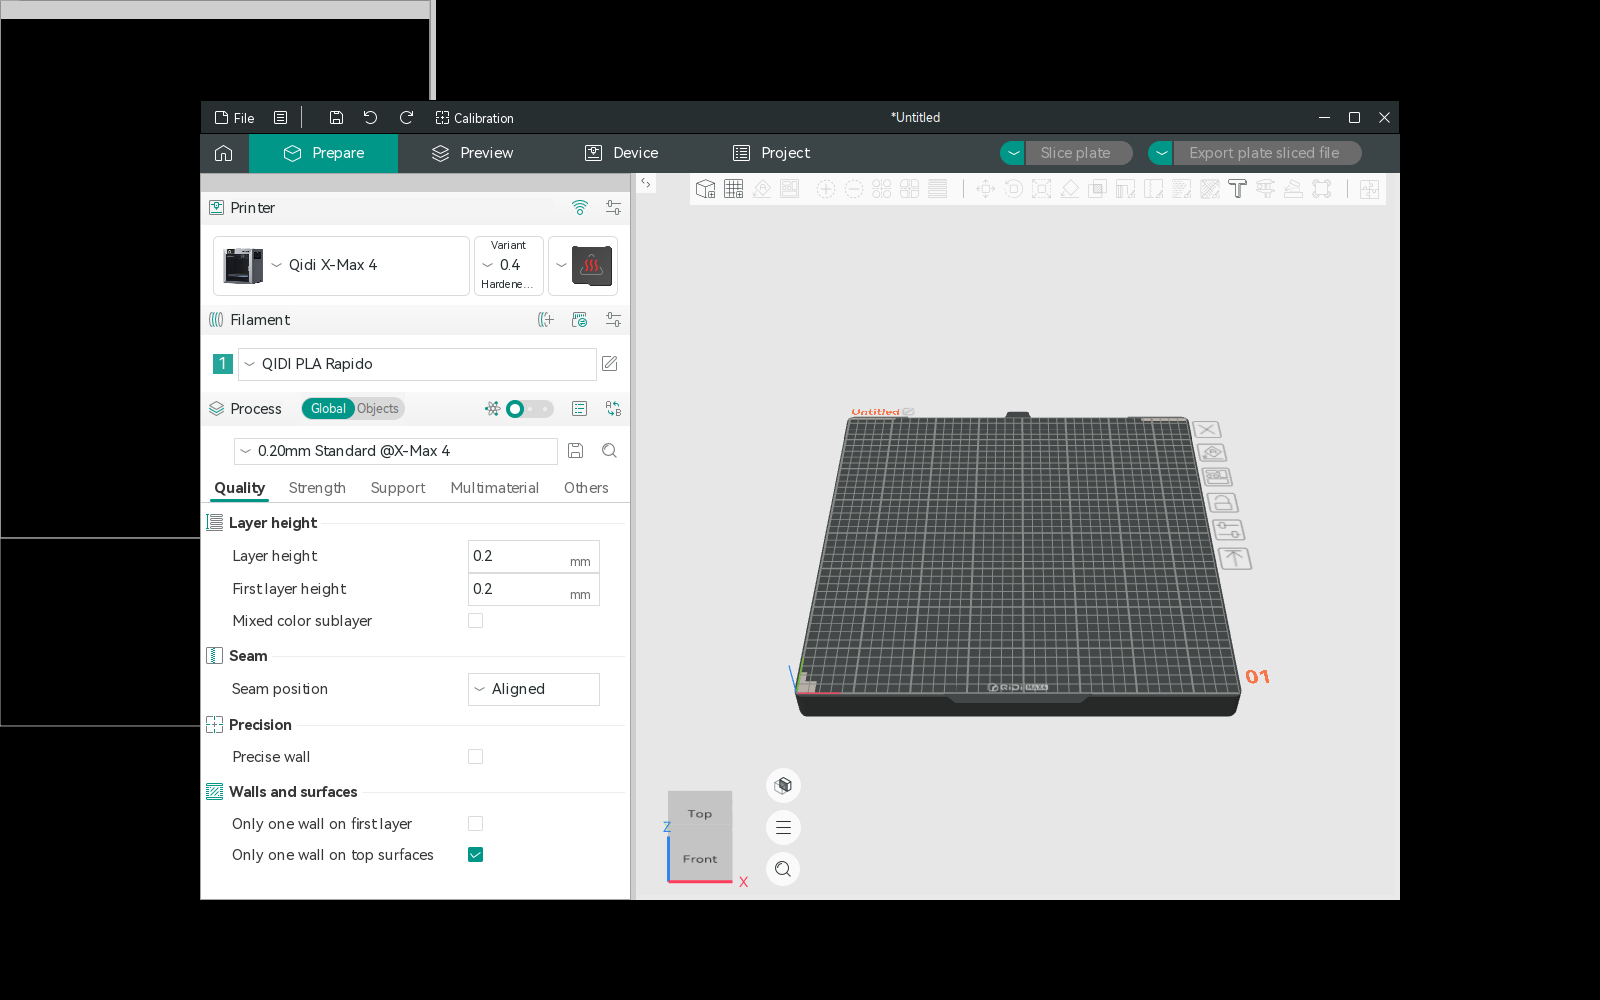 File
Calibration
*Untitled
Prepare
Preview
Device
Project
Slice plate
Export plate sliced file
Printer
Qidi X-Max 4
Variant
0.4
Hardene...
Filament
1
QIDI PLA Rapido
Process
Global
Objects
0.20mm Standard @X-Max 4
Quality
Strength
Support
Multimaterial
Others
Layer height
Layer height
0.2
mm
First layer height
0.2
mm
Mixed color sublayer
Seam
Seam position
Aligned
Precision
Precise wall
Walls and surfaces
Only one wall on first layer
Only one wall on top surfaces
Untitled
01
QIDI MAX4
Top
Front
Z
X